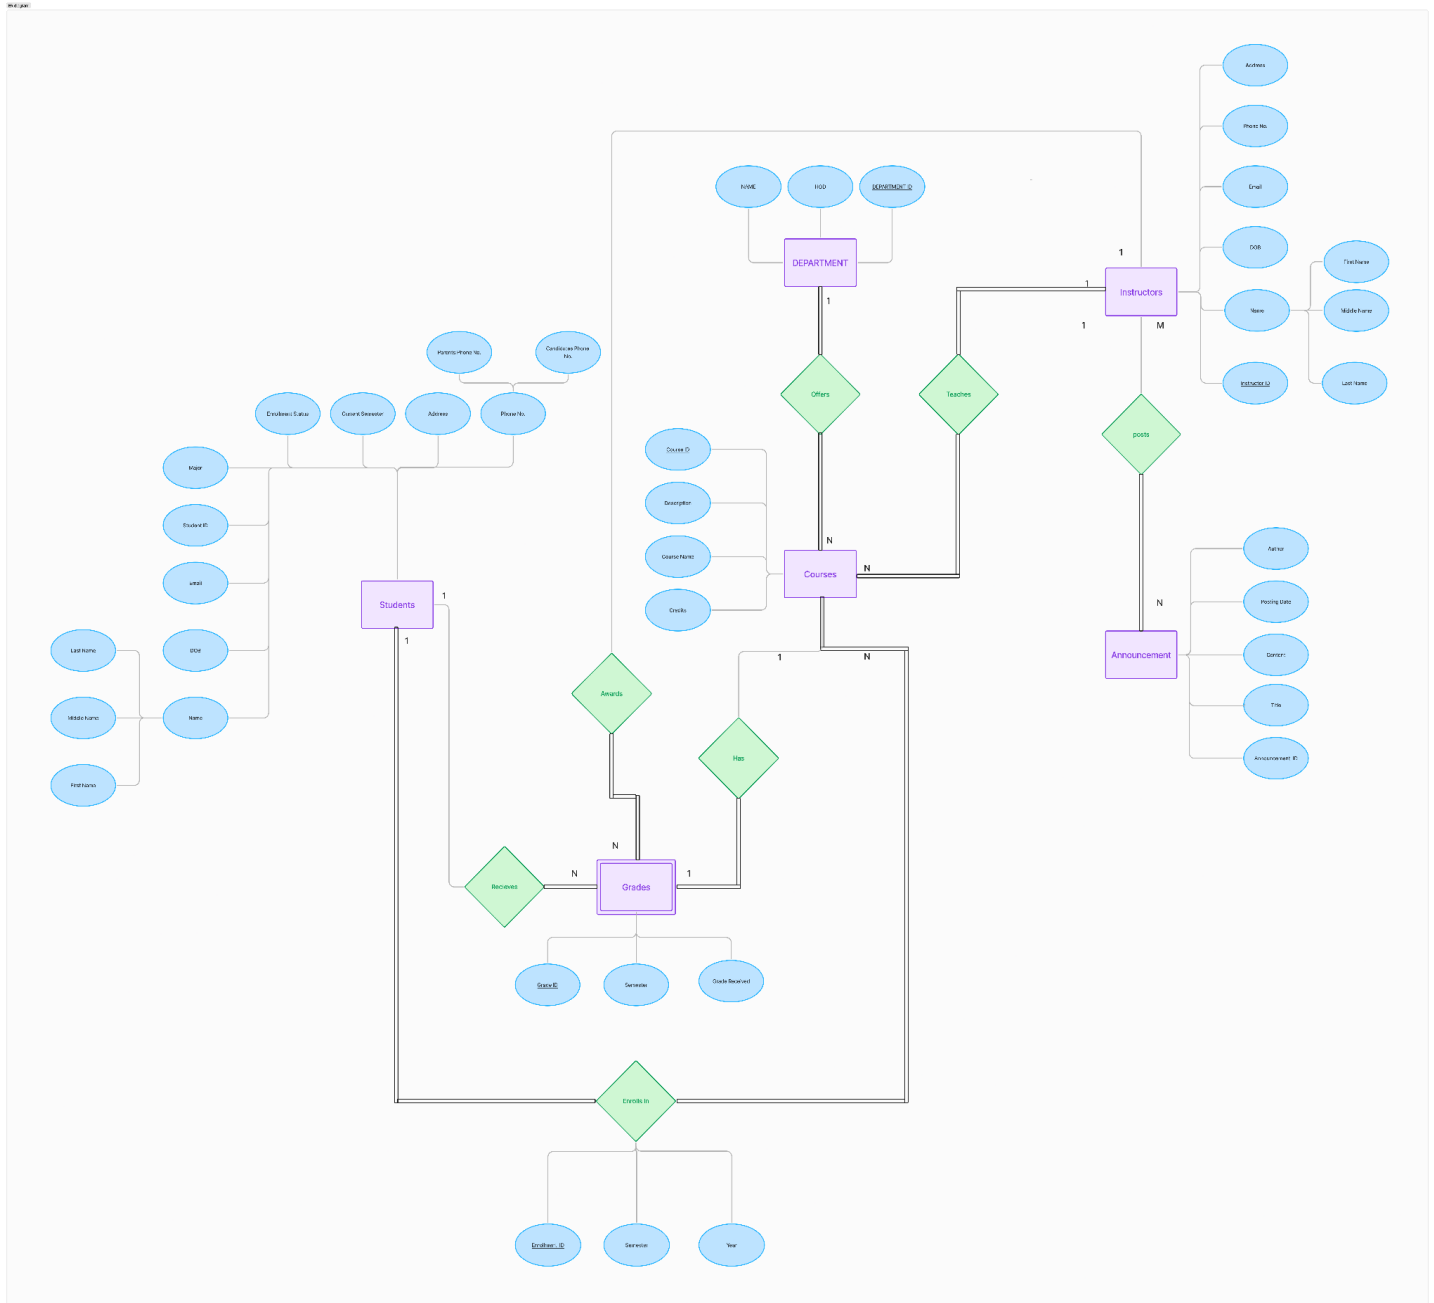 Address
Phone No.
Email
DOB
Name
First Name
Middle Name
Last Name
Instructor ID
1
Instructors
1
1
M
NAME
HOD
DEPARTMENT ID
DEPARTMENT
1
Offers
Teaches
posts
Parents Phone No.
Candidates Phone
No.
Enrollment Status
Current Semester
Address
Phone No.
Major
Student ID
Email
DOB
Name
Last Name
Middle Name
First Name
Students
1
1
Course ID
Description
Course Name
Credits
N
Courses
N
1
N
N
Announcement
Author
Posting Date
Content
Title
Announcement ID
Awards
Has
N
N
1
Recieves
Grades
Grade ID
Semester
Grade Received
Enrolls In
Enrollment ID
Semester
Year